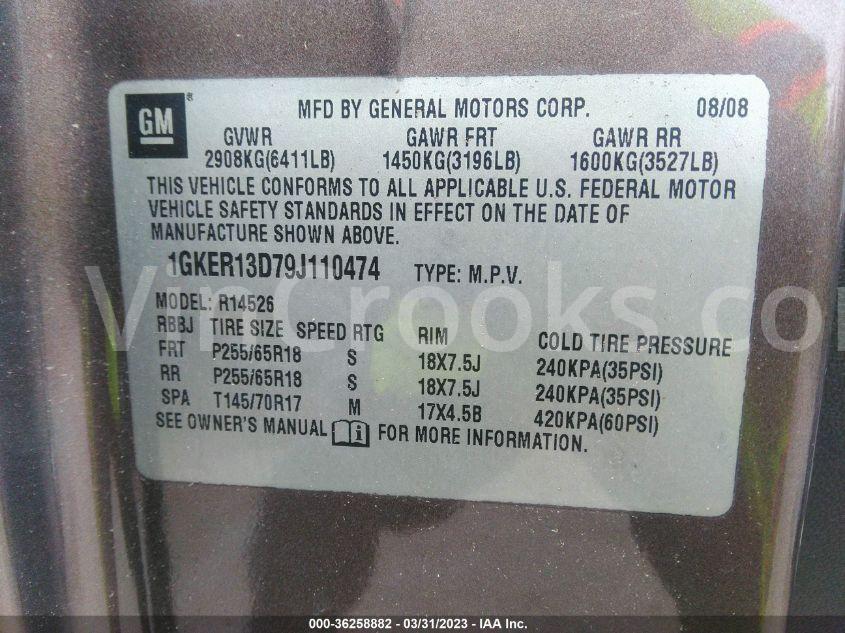 GM ® MFD BY GENERAL MOTORS CORP. 08/08
GVWR GAWR FRT GAWR RR
2908KG(6411LB) 1450KG(3196LB) 1600KG(3527LB)
THIS VEHICLE CONFORMS TO ALL APPLICABLE U.S. FEDERAL MOTOR
VEHICLE SAFETY STANDARDS IN EFFECT ON THE DATE OF
MANUFACTURE SHOWN ABOVE.
1GKER13D79J110474 TYPE: M.P.V.
VinCrooks.com
MODEL: R14526
RBBJ TIRE SIZE SPEED RTG RIM COLD TIRE PRESSURE
FRT P255/65R18 S 18X7.5J 240KPA(35PSI)
RR P255/65R18 S 18X7.5J 240KPA(35PSI)
SPA T145/70R17 M 17X4.5B 420KPA(60PSI)
SEE OWNER'S MANUAL i FOR MORE INFORMATION.
000-36258882 - 03/31/2023 - IAA Inc.